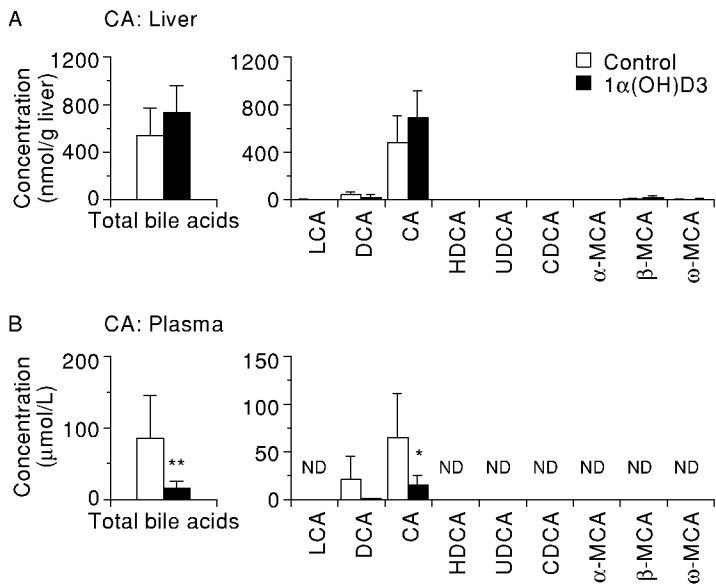 A CA: Liver
Control
1α(OH)D3
Concentration
(nmol/g liver)
1200
800
400
0
Total bile acids
1200
800
400
0
LCA
DCA
CA
HDCA
UDCA
CDCA
α-MCA
β-MCA
ω-MCA
B CA: Plasma
Concentration
(μmol/L)
200
100
0
**
Total bile acids
150
100
50
0
ND
*
ND
ND
ND
ND
ND
ND
LCA
DCA
CA
HDCA
UDCA
CDCA
α-MCA
β-MCA
ω-MCA